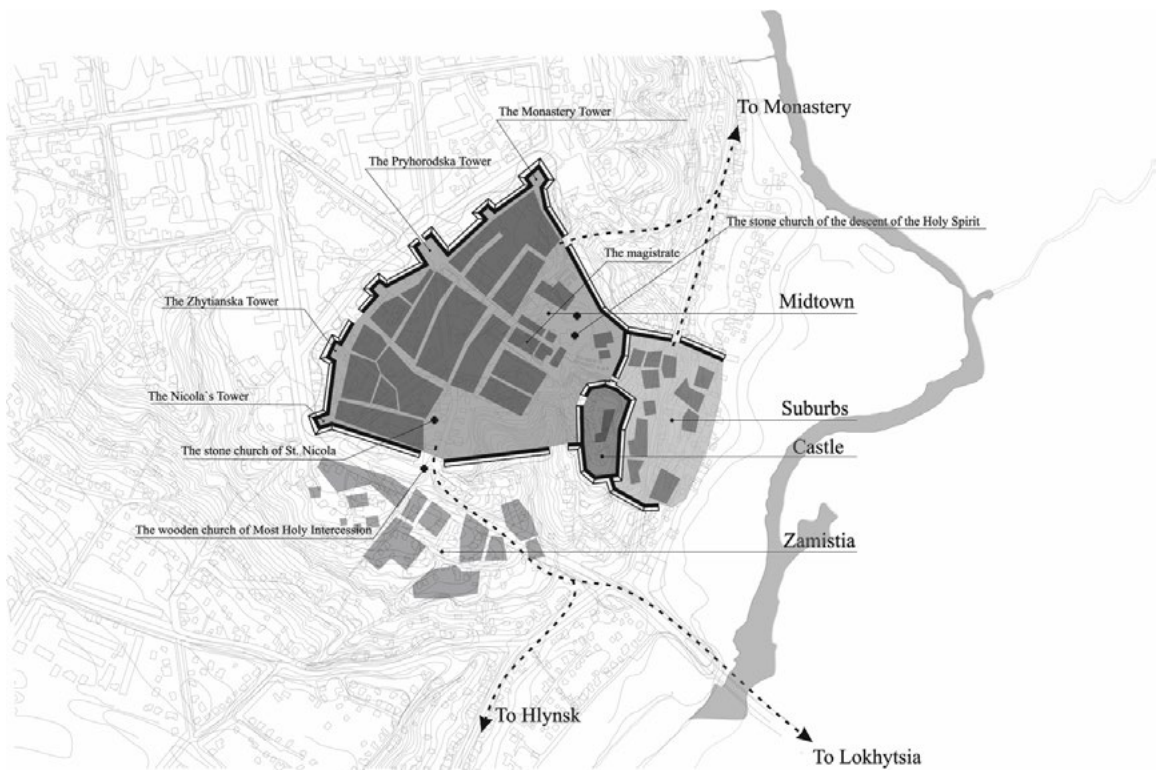 To Monastery
The Monastery Tower
The Pryhorodska Tower
The stone church of the descent of the Holy Spirit
The magistrate
Midtown
The Zhytianska Tower
The Nicola`s Tower
Suburbs
The stone church of St. Nicola
Castle
The wooden church of Most Holy Intercession
Zamistia
To Hlynsk
To Lokhytsia